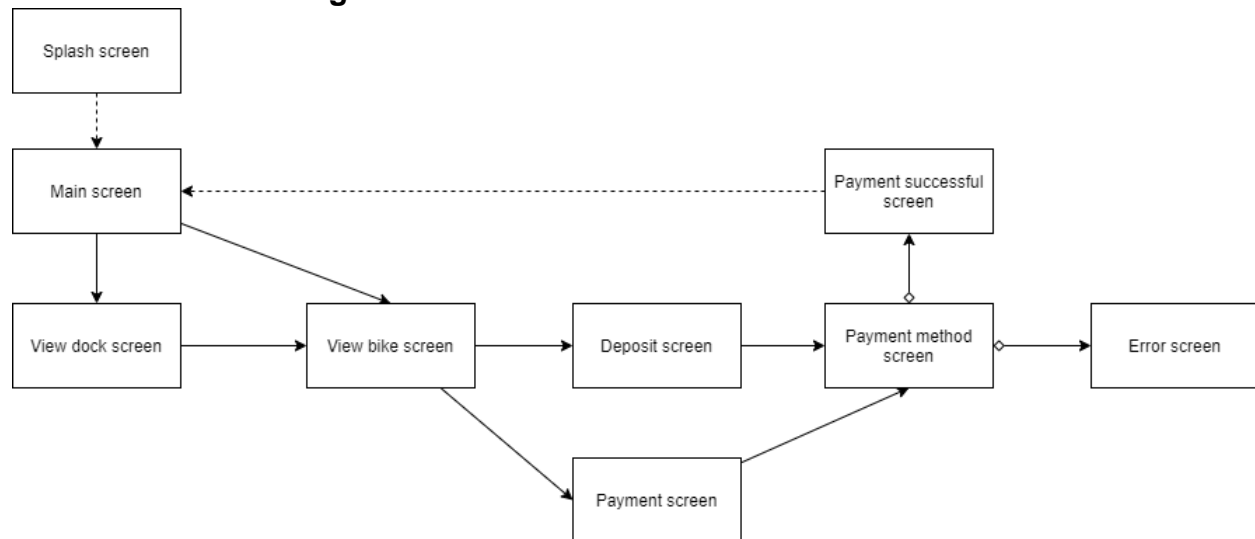 Splash screen
Main screen
Payment successful
screen
View dock screen
View bike screen
Deposit screen
Payment method
screen
Error screen
Payment screen